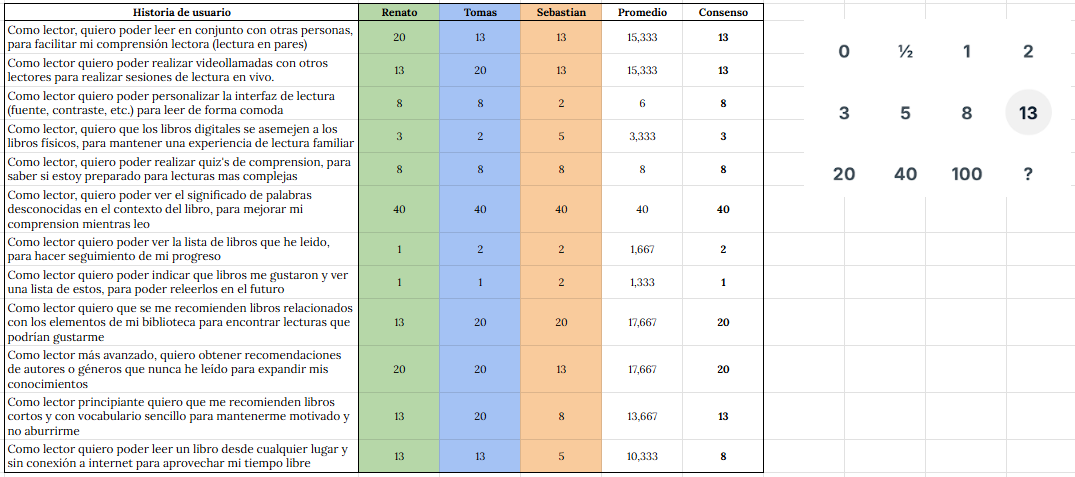 Historia de usuario Renato Tomas Sebastian Promedio Consenso
Como lector, quiero poder leer en conjunto con otras personas,
para facilitar mi comprensión lectora (lectura en pares) 20 13 13 15,333 13
Como lector quiero poder realizar videollamadas con otros
lectores para realizar sesiones de lectura en vivo. 13 20 13 15,333 13
Como lector quiero poder personalizar la interfaz de lectura
(fuente, contraste, etc.) para leer de forma comoda 8 8 2 6 8
Como lector, quiero que los libros digitales se asemejen a los
libros físicos, para mantener una experiencia de lectura familiar 3 2 5 3,333 3
Como lector, quiero poder realizar quiz's de comprension, para
saber si estoy preparado para lecturas mas complejas 8 8 8 8 8
Como lector, quiero poder ver el significado de palabras
desconocidas en el contexto del libro, para mejorar mi
comprension mientras leo 40 40 40 40 40
Como lector quiero poder ver la lista de libros que he leido,
para hacer seguimiento de mi progreso 1 2 2 1,667 2
Como lector quiero poder indicar que libros me gustaron y ver
una lista de estos, para poder releerlos en el futuro 1 1 2 1,333 1
Como lector quiero que se me recomienden libros relacionados
con los elementos de mi biblioteca para encontrar lecturas que
podrían gustarme 13 20 20 17,667 20
Como lector más avanzado, quiero obtener recomendaciones
de autores o géneros que nunca he leído para expandir mis
conocimientos 20 20 13 17,667 20
Como lector principiante quiero que me recomienden libros
cortos y con vocabulario sencillo para mantenerme motivado y
no aburrirme 13 20 8 13,667 13
Como lector quiero poder leer un libro desde cualquier lugar y
sin conexión a internet para aprovechar mi tiempo libre 13 13 5 10,333 8
0 ½ 1 2
3 5 8 13
20 40 100 ?